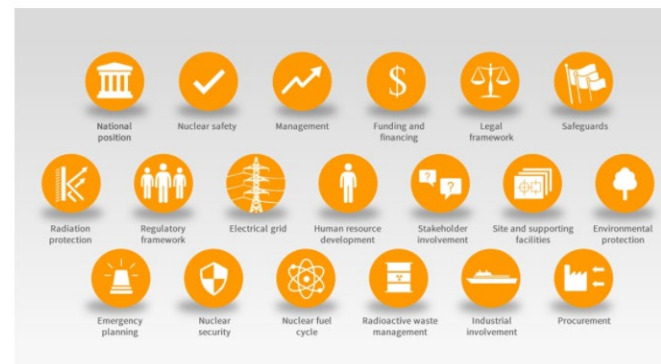 National
position
Nuclear safety
Management
Funding and
financing
Legal
framework
Safeguards
Radiation
protection
Regulatory
framework
Electrical grid
Human resource
development
Stakeholder
involvement
Site and supporting
facilities
Environmental
protection
Emergency
planning
Nuclear
security
Nuclear fuel
cycle
Radioactive waste
management
Industrial
involvement
Procurement